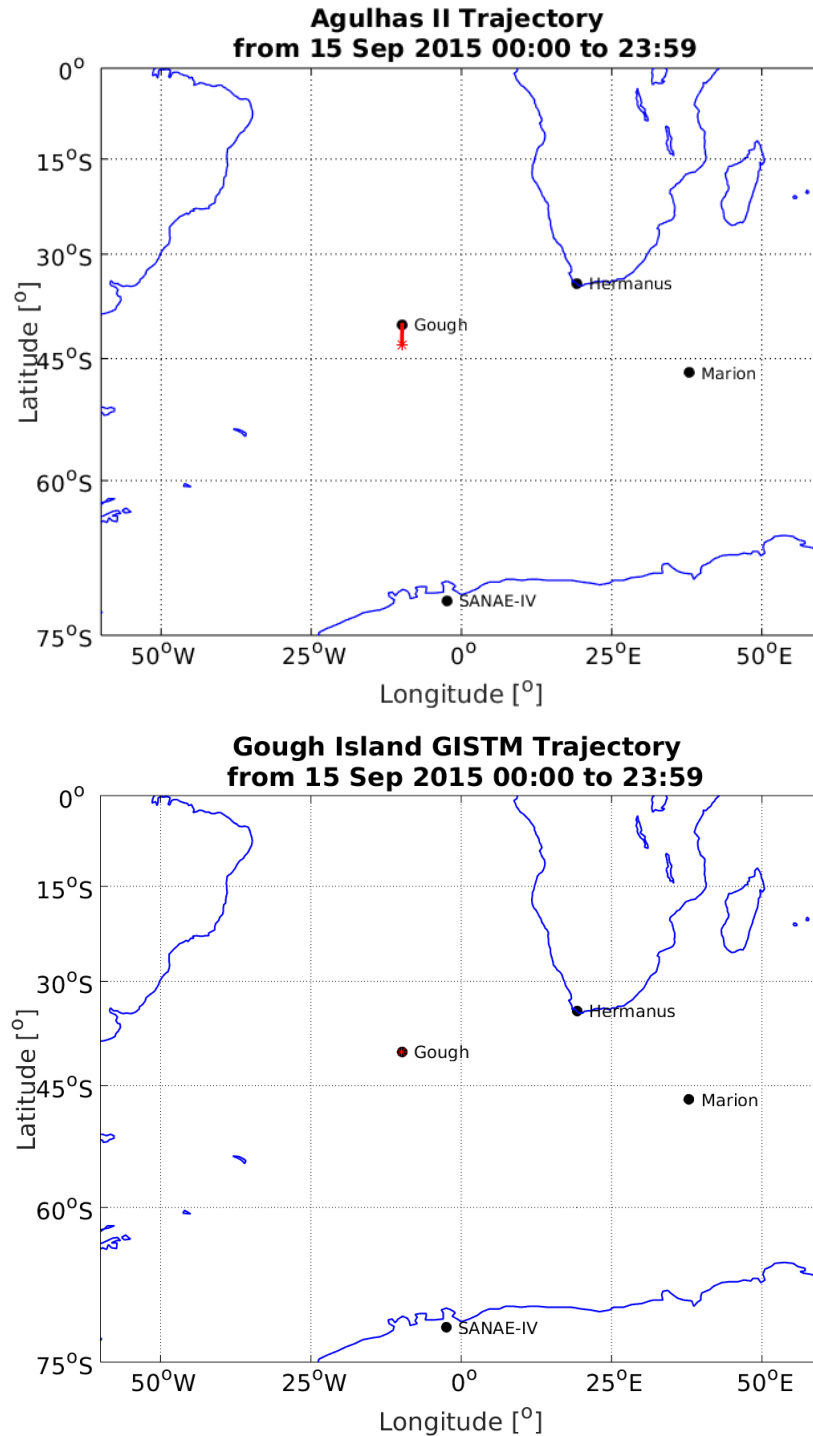 Agulhas II Trajectory
from 15 Sep 2015 00:00 to 23:59
0°
15°S
30°S
Hermanus
Gough
45°S
Marion
60°S
SANAE-IV
75°S
50°W
25°W
0°
25°E
50°E
Latitude [°]
Longitude [°]
Gough Island GISTM Trajectory
from 15 Sep 2015 00:00 to 23:59
0°
15°S
30°S
Hermanus
Gough
45°S
Marion
60°S
SANAE-IV
75°S
50°W
25°W
0°
25°E
50°E
Latitude [°]
Longitude [°]